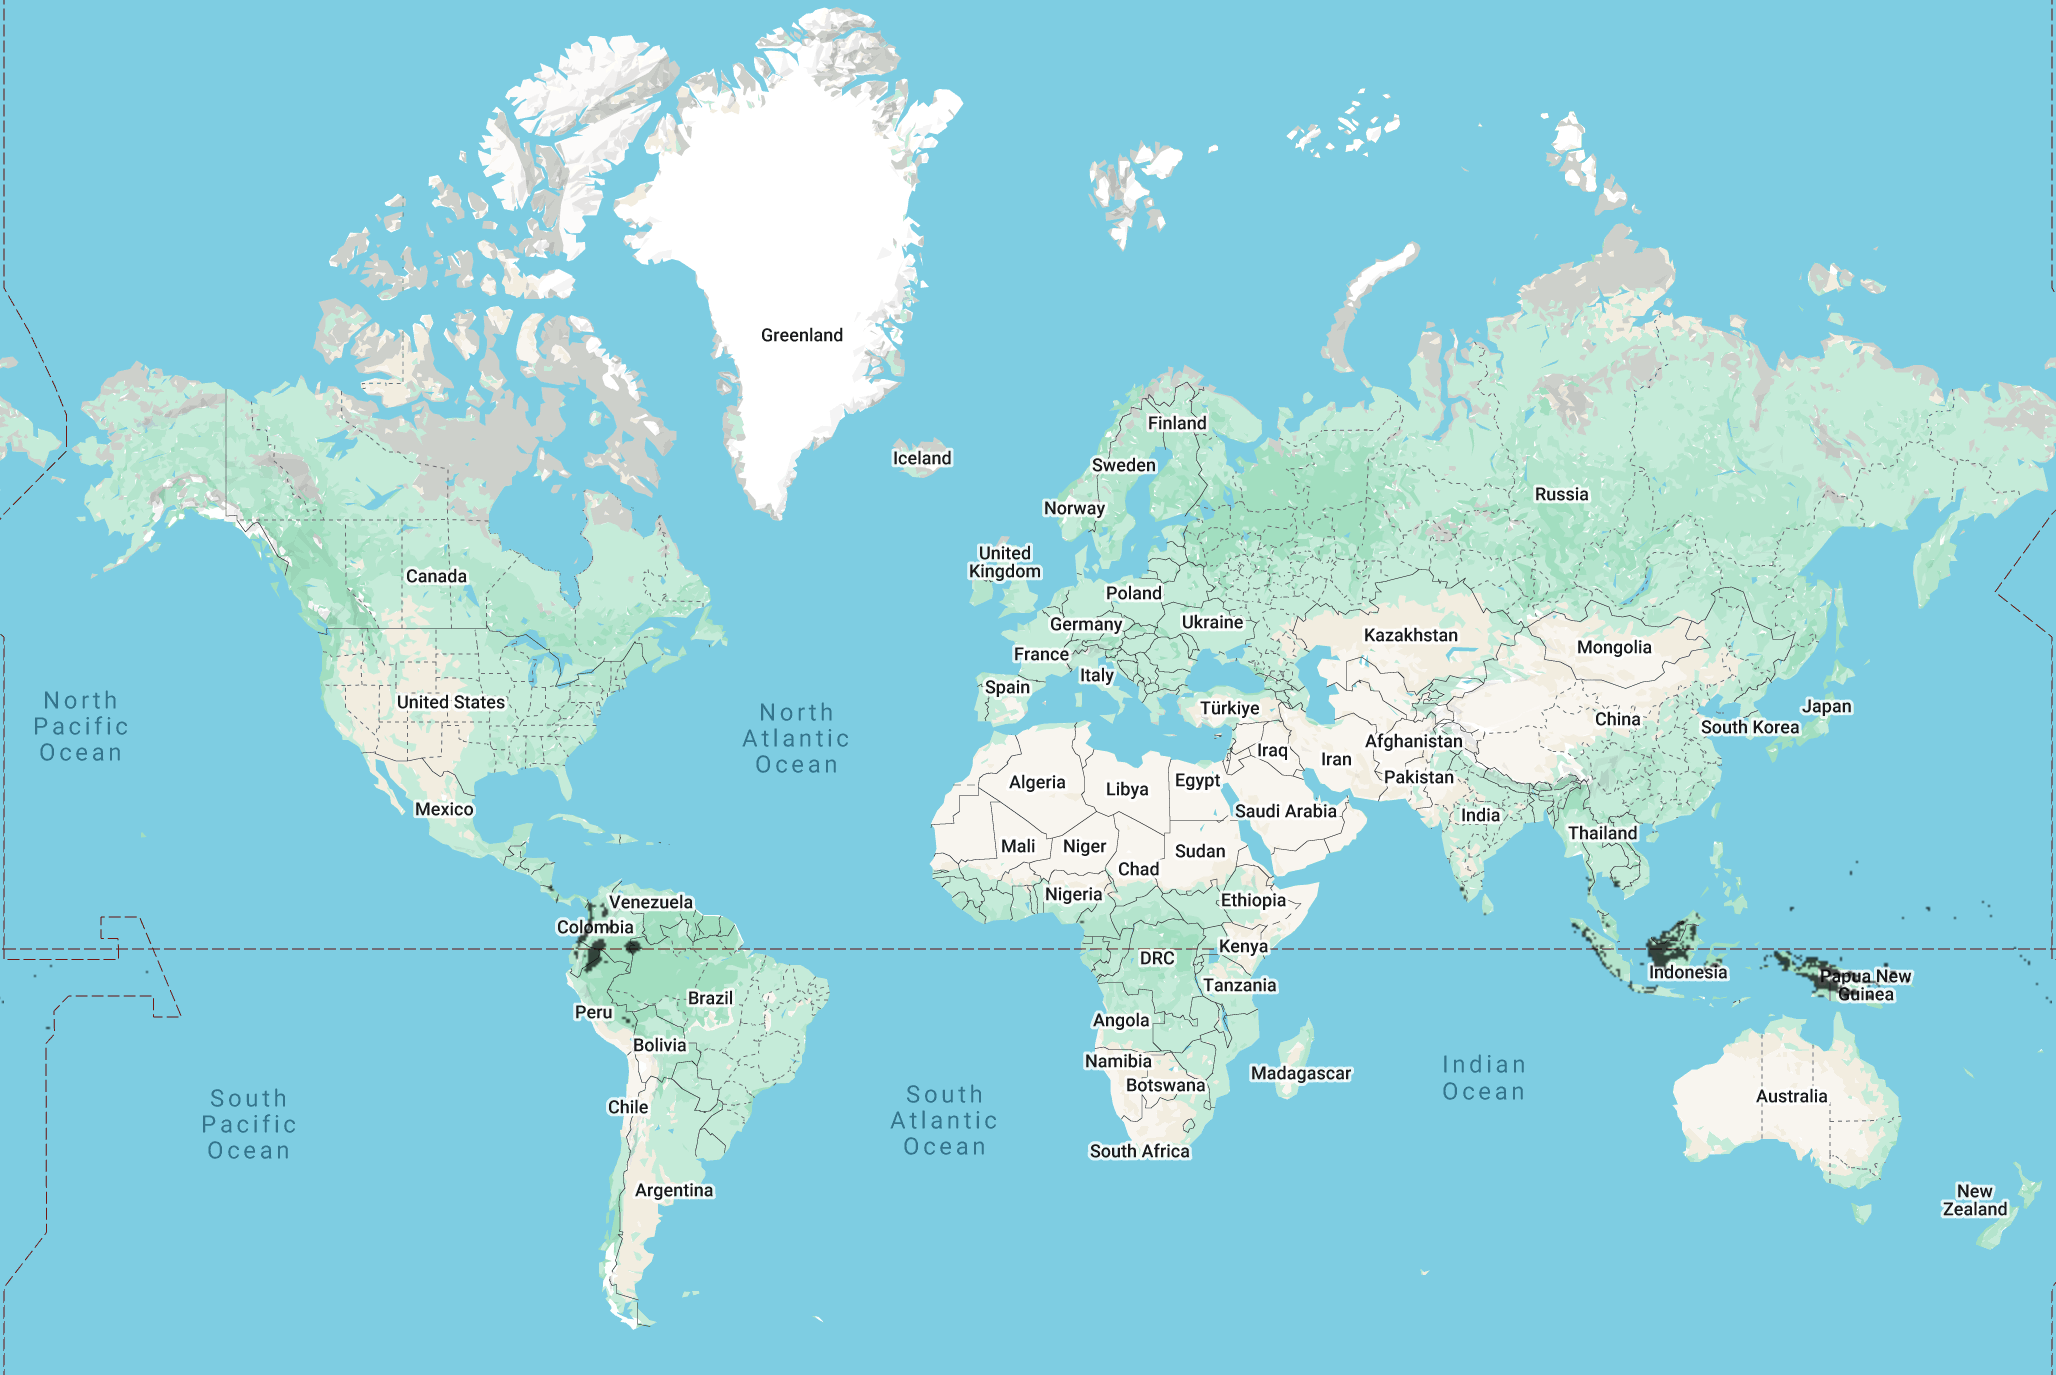 Greenland
Iceland
Finland
Sweden
Norway
Russia
United
Kingdom
Canada
Poland
Germany
Ukraine
Kazakhstan
Mongolia
France
Italy
Spain
United States
North
Pacific
Ocean
North
Atlantic
Ocean
Türkiye
China
Japan
South Korea
Iraq
Iran
Afghanistan
Pakistan
Algeria
Libya
Egypt
Saudi Arabia
India
Mexico
Thailand
Mali
Niger
Chad
Sudan
Nigeria
Ethiopia
Venezuela
Colombia
DRC
Kenya
Tanzania
Indonesia
Papua New
Guinea
Brazil
Peru
Bolivia
Angola
Namibia
Botswana
Madagascar
Indian
Ocean
Australia
South
Pacific
Ocean
South
Atlantic
Ocean
Chile
South Africa
Argentina
New
Zealand